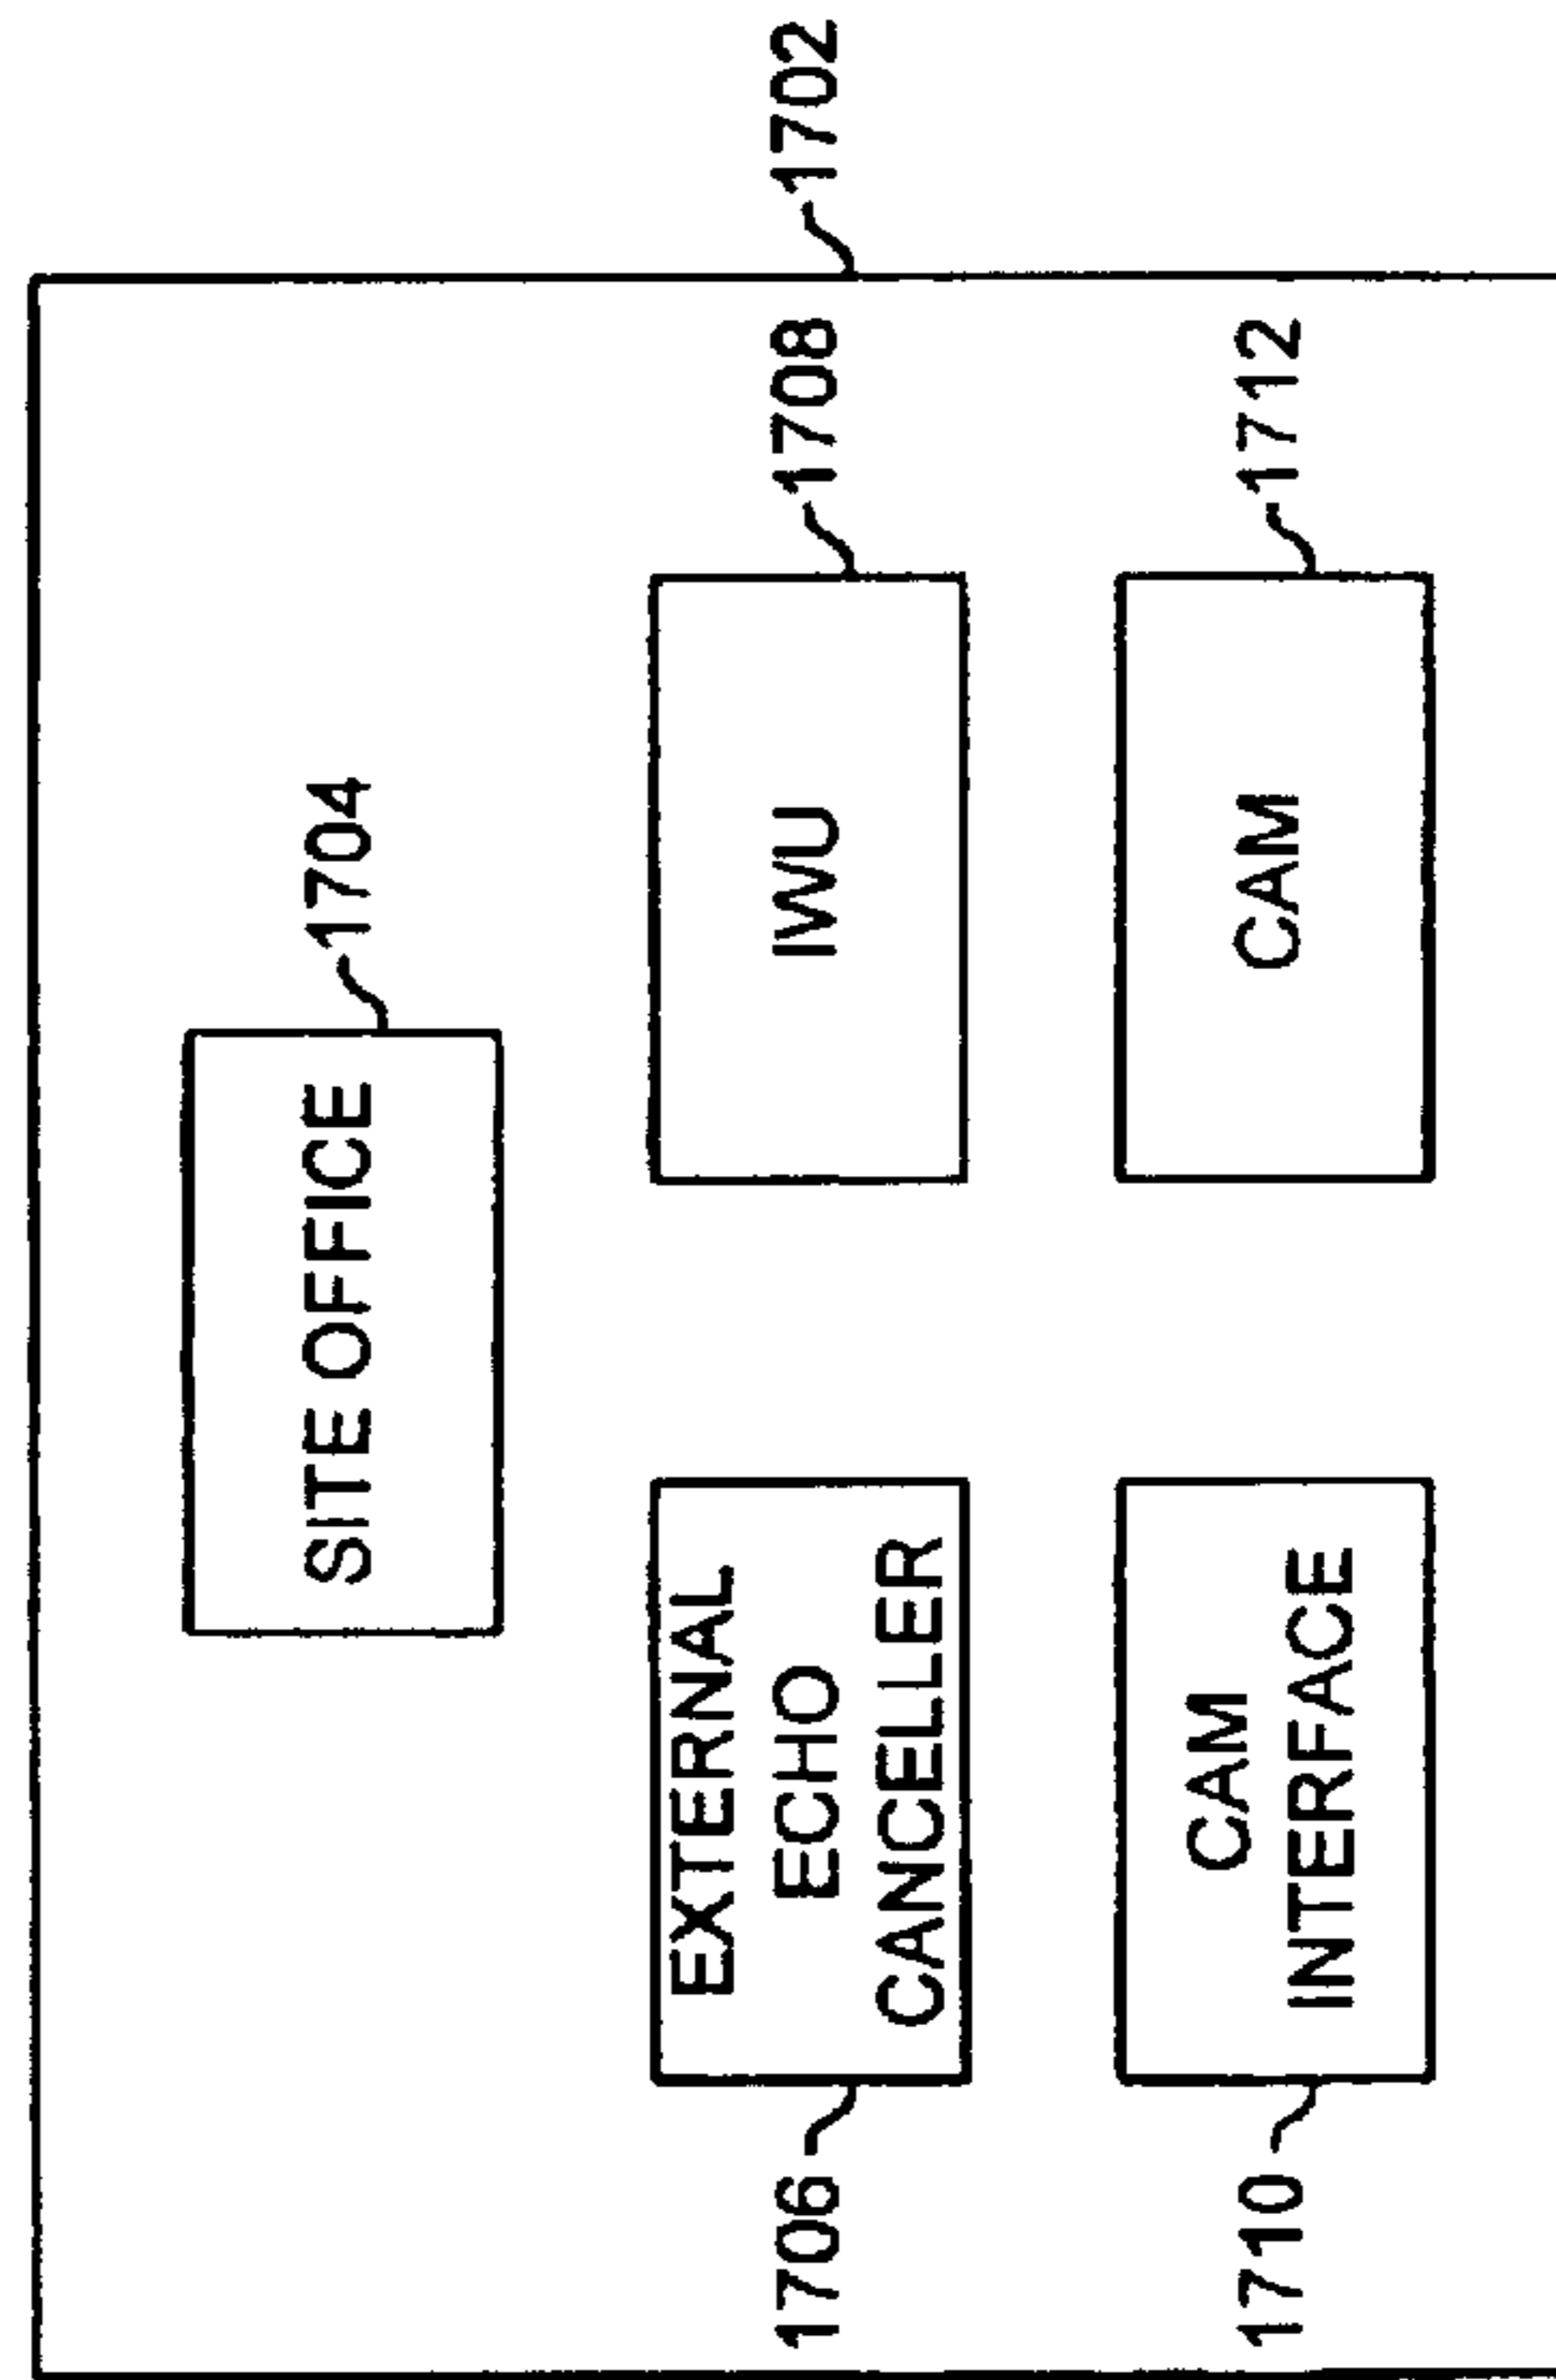 1702
SITE OFFICE
1704
EXTERNAL
ECHO
CANCELLER
1706
IWU
1708
CAM
INTERFACE
1710
CAM
1712